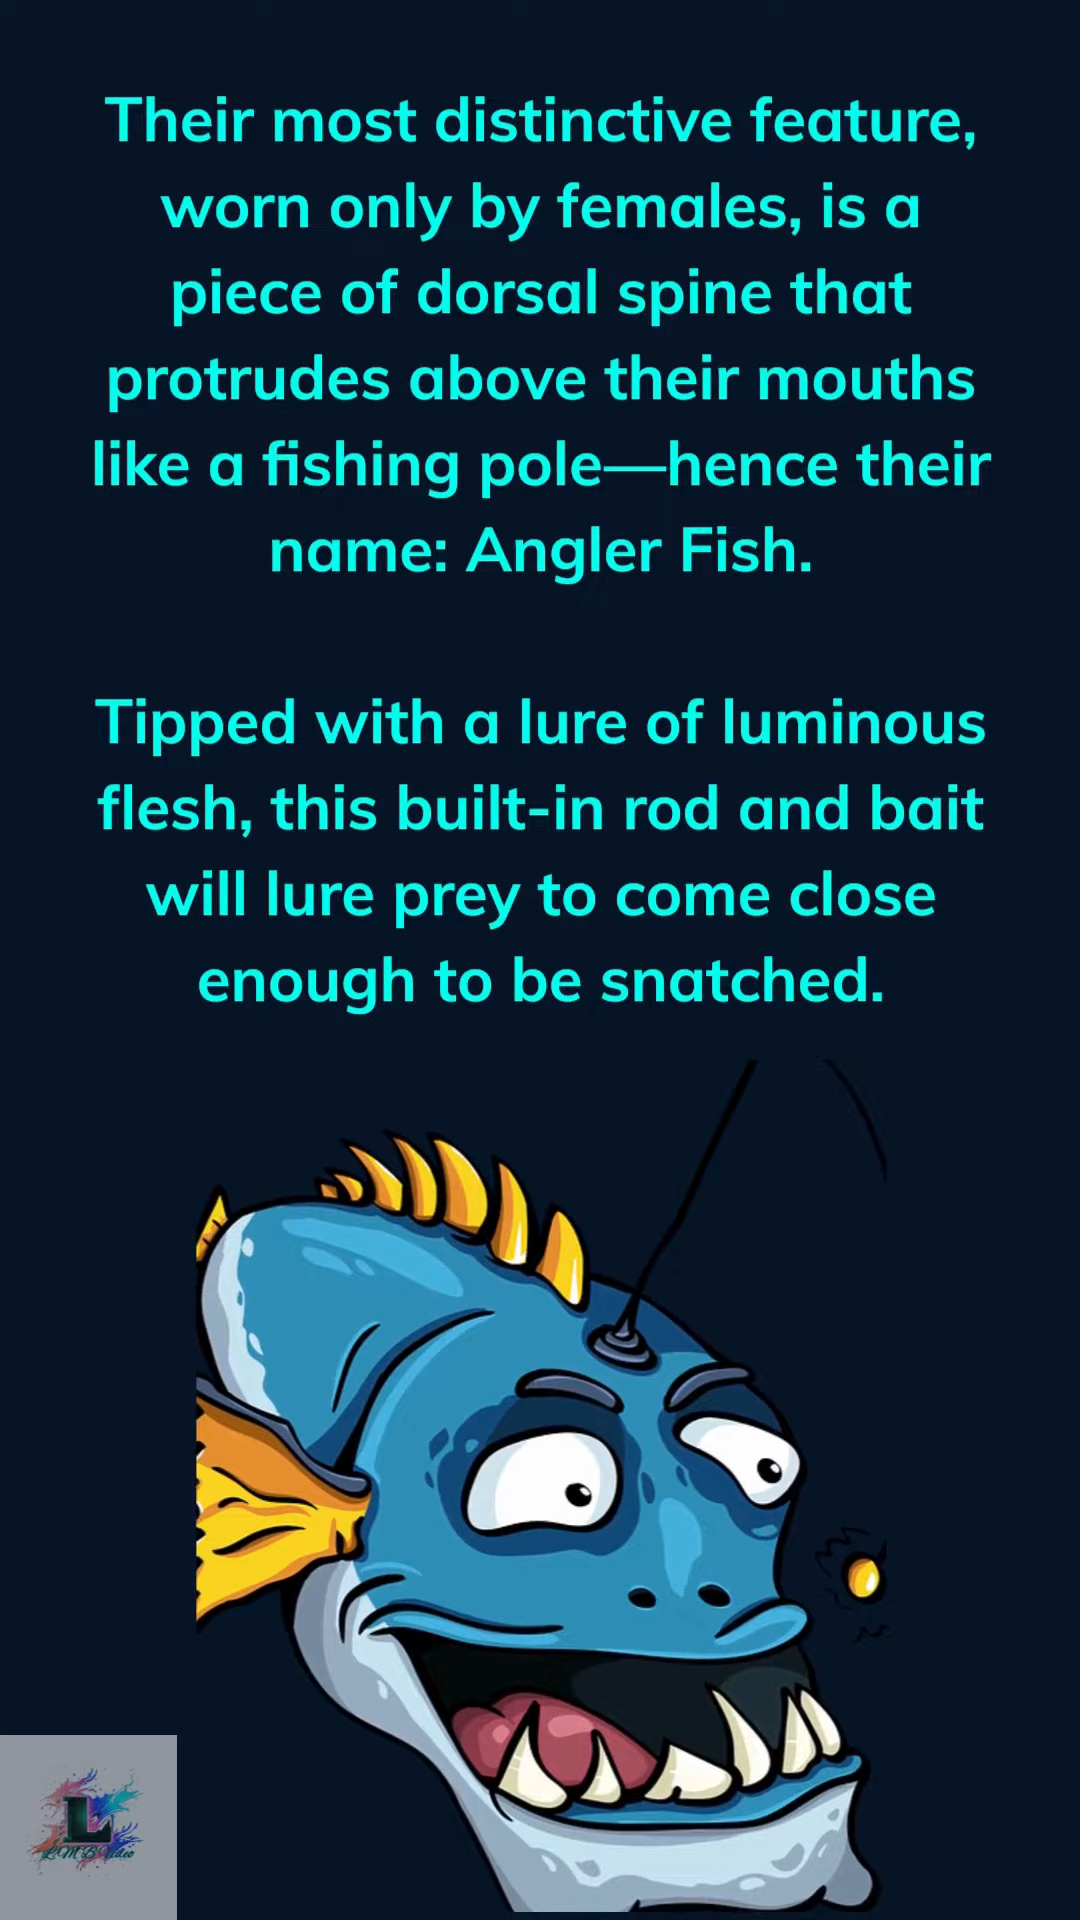 Their most distinctive feature,
worn only by females, is a
piece of dorsal spine that
protrudes above their mouths
like a fishing pole—hence their
name: Angler Fish.
Tipped with a lure of luminous
flesh, this built-in rod and bait
will lure prey to come close
enough to be snatched.
L
LMB Video